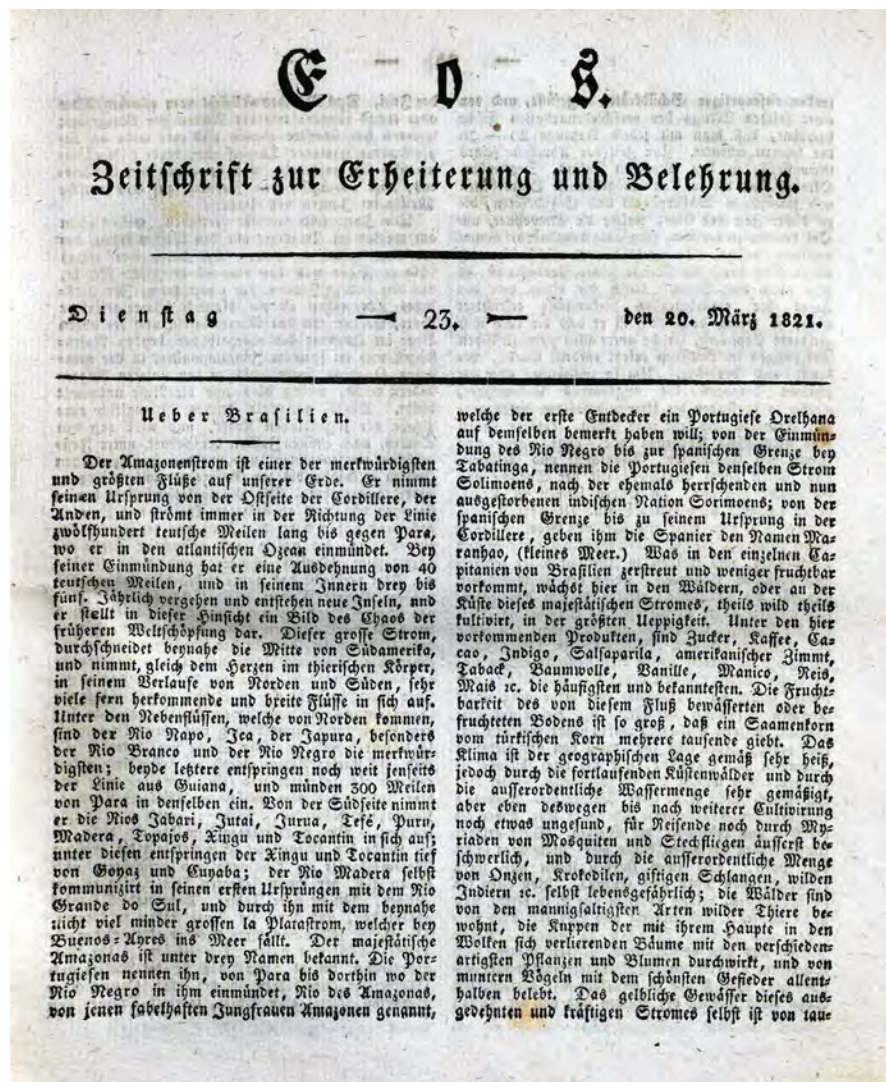 Eos.
Zeitschrift zur Erheiterung und Belehrung.
Dienstag — 23. — den 20. März 1821.
Ueber Brasilien.
Der Amazonenstrom ist einer der merkwürdigsten
und größten Flüße auf unserer Erde. Er nimmt
seinen Ursprung von der Ostseite der Cordillere, der
Anden, und strömt immer in der Richtung der Linie
zwölfhundert teutsche Meilen lang bis gegen Para,
wo er in den atlantischen Ozean einmündet. Bey
seiner Einmündung hat er eine Ausdehnung von 40
teutschen Meilen, und in seinem Innern drey bis
fünf. Jährlich vergehen und entstehen neue Inseln, nnd
er stellt in dieser Hinsicht ein Bild des Chaos der
früheren Weltschöpfung dar. Dieser grosse Strom,
durchschneidet beynahe die Mitte von Südamerika,
und nimmt, gleich dem Herzen im thierischen Körper,
in seinem Verlaufe von Norden und Süden, sehr
viele fern herkommende und breite Flüsse in sich auf.
Unter den Nebenflüssen, welche von Norden kommen,
sind der Rio Napo, Jca, der Japura, besonders
der Rio Branco und der Rio Negro die merkwür-
digsten; beyde letztere entspringen noch weit jenseits
der Linie aus Guiana, und münden 300 Meilen
von Para in denselben ein. Von der Südseite nimmt
er die Rios Jabari, Jutai, Jurua, Tefé, Puru,
Madera, Topajos, Xingu und Tocantin in sich auf;
unter diesen entspringen der Xingu und Tocantin tief
von Goyaz und Cuyaba; der Rio Madera selbst
kommunizirt in seinen ersten Ursprüngen mit dem Rio
Grande do Sul, und durch ihn mit dem beynahe
nicht viel minder grossen la Platastrom, welcher bey
Buenos-Ayres ins Meer fällt. Der majestätische
Amazonas ist unter drey Namen bekannt. Die Por-
tugiesen nennen ihn, von Para bis dorthin wo der
Rio Negro in ihm einmündet, Rio des Amazonas,
von jenen fabelhaften Jungfrauen Amazonen genannt,
welche der erste Entdecker ein Portugiese Orelhana
auf demselben bemerkt haben will; von der Einmün-
dung des Rio Negro bis zur spanischen Grenze bey
Tabatinga, nennen die Portugiesen denselben Strom
Solimoens, nach der ehemals herrschenden und nun
ausgestorbenen indischen Nation Sorimoens; von der
spanischen Grenze bis zu seinem Ursprung in der
Cordillere, geben ihm die Spanier den Namen Ma-
ranhao, (kleines Meer.) Was in den einzelnen Ca-
pitanien von Brasilien zerstreut und weniger fruchtbar
vorkommt, wächst hier in den Wäldern, oder an der
Küste dieses majestätischen Stromes, theils wild theils
kultivirt, in der größten Ueppigkeit. Unter den hier
vorkommenden Produkten, sind Zucker, Kaffee, Ca-
cao, Indigo, Salsaparila, amerikanischer Zimmt,
Taback, Baumwolle, Vanille, Manico, Reis,
Mais ꝛc. die häufigsten und bekanntesten. Die Frucht-
barkeit des von diesem Fluß bewässerten oder be-
fruchteten Bodens ist so groß, daß ein Saamenkorn
vom türkischen Korn mehrere tausende giebt. Das
Klima ist der geographischen Lage gemäß sehr heiß,
jedoch durch die fortlaufenden Küstenwälder und durch
die ausserordentliche Wassermenge sehr gemäßigt,
aber eben deswegen bis nach weiterer Cultivirung
noch etwas ungesund, für Reisende noch durch My-
riaden von Mosquiten und Stechfliegen äusserst be-
schwerlich, und durch die ausserordentliche Menge
von Onzen, Krokodilen, giftigen Schlangen, wilden
Indiern ꝛc. selbst lebensgefährlich; die Wälder sind
von den mannigfaltigsten Arten wilder Thiere be-
wohnt, die Kuppen der mit ihrem Haupte in den
Wolken sich verlierenden Bäume mit den verschieden-
artigsten Pflanzen und Blumen durchwirkt, und von
muntern Vögeln mit dem schönsten Gefieder allent-
halben belebt. Das gelbliche Gewässer dieses aus-
gedehnten und kräftigen Stromes selbst ist von tau-